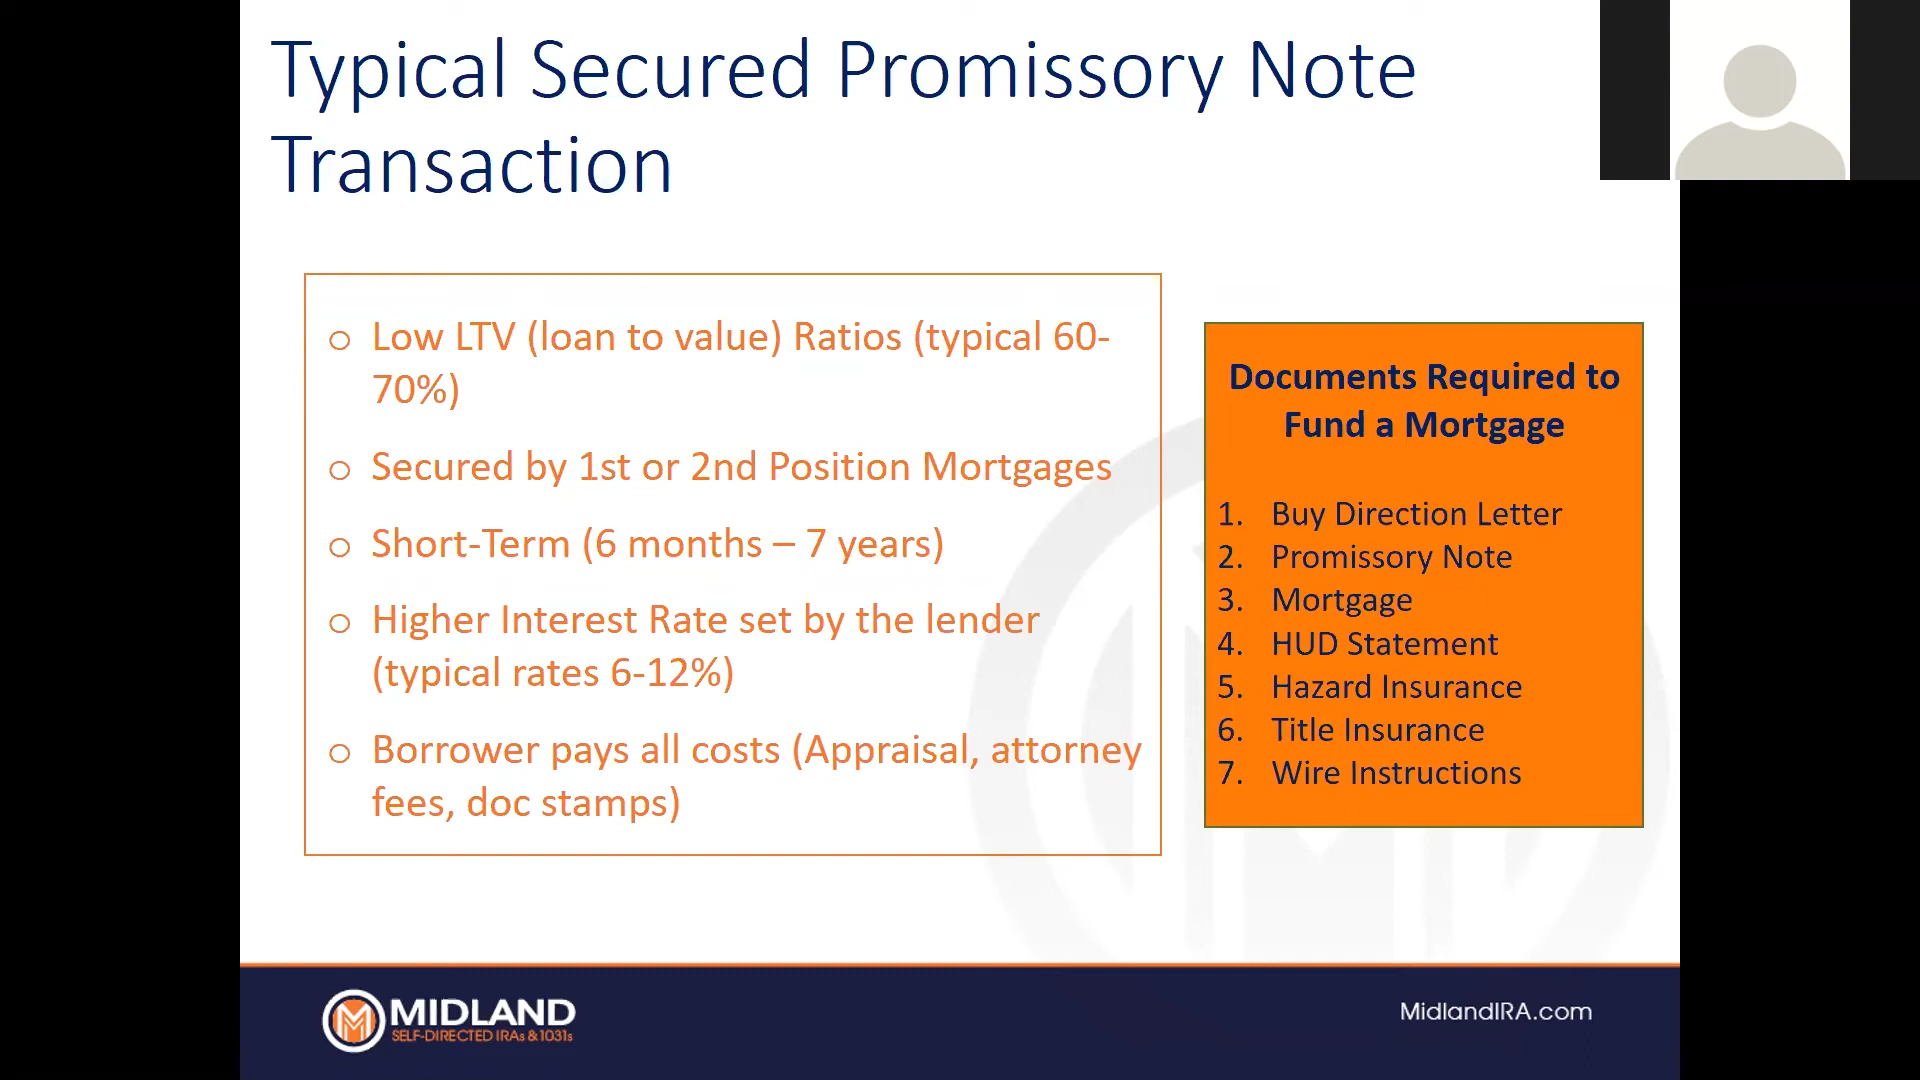 Typical Secured Promissory Note
Transaction
o Low LTV (loan to value) Ratios (typical 60-
70%)
o Secured by 1st or 2nd Position Mortgages
o Short-Term (6 months – 7 years)
o Higher Interest Rate set by the lender
(typical rates 6-12%)
o Borrower pays all costs (Appraisal, attorney
fees, doc stamps)
Documents Required to
Fund a Mortgage
1. Buy Direction Letter
2. Promissory Note
3. Mortgage
4. HUD Statement
5. Hazard Insurance
6. Title Insurance
7. Wire Instructions
MIDLAND
SELF-DIRECTED IRAs & 1031s
MidlandIRA.com